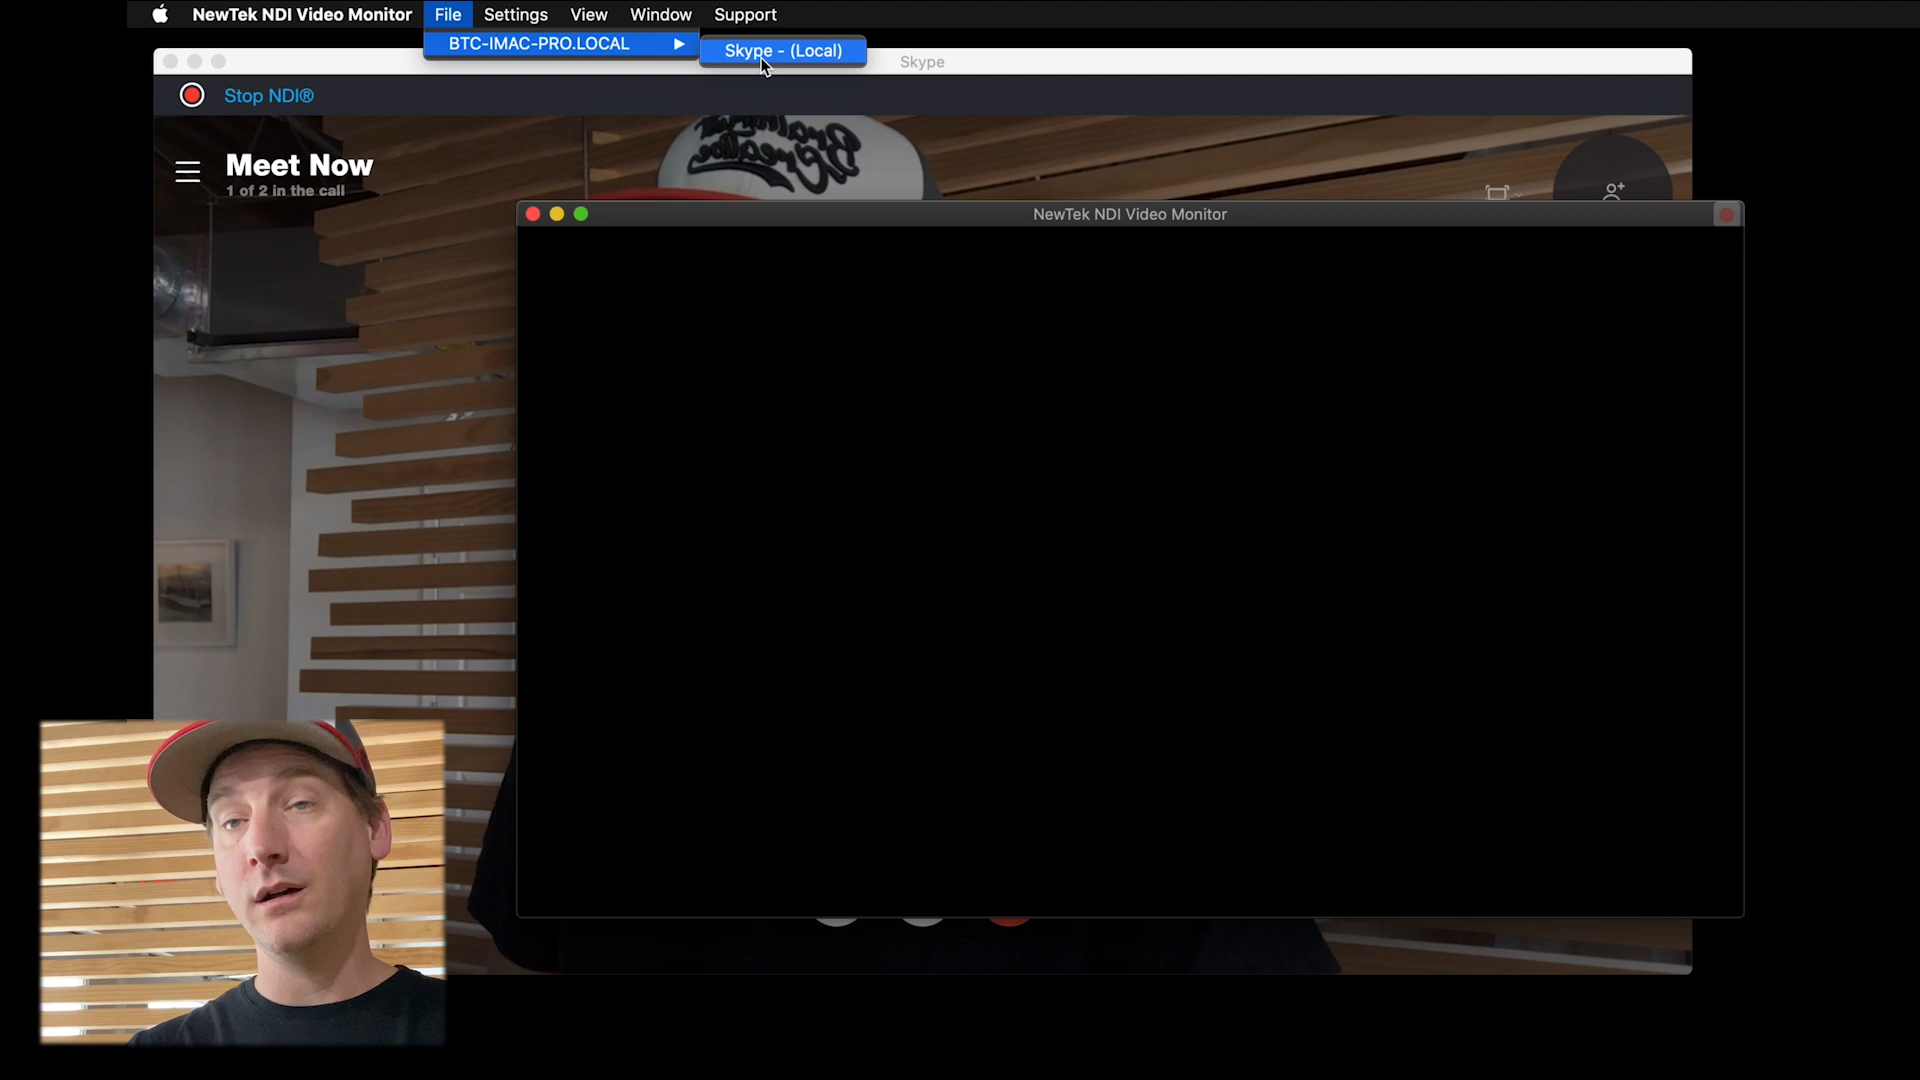 NewTek NDI Video Monitor File Settings View Window Support
BTC-IMAC-PRO.LOCAL
Skype - (Local)
Skype
Stop NDI®
Meet Now
1 of 2 in the call
NewTek NDI Video Monitor